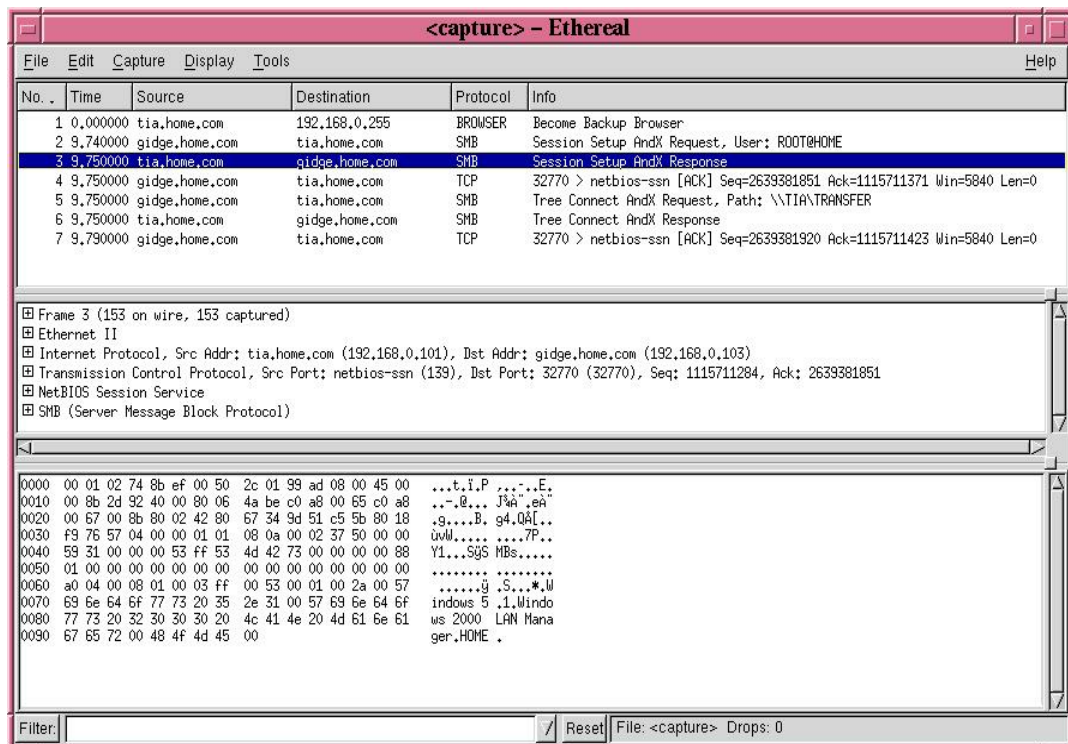 <capture> – Ethereal
File Edit Capture Display Tools Help
No. . Time Source Destination Protocol Info
1 0.000000 tia.home.com 192.168.0.255 BROWSER Become Backup Browser
2 9.740000 gidge.home.com tia.home.com SMB Session Setup AndX Request, User: ROOT@HOME
3 9.750000 tia.home.com gidge.home.com SMB Session Setup AndX Response
4 9.750000 gidge.home.com tia.home.com TCP 32770 > netbios-ssn [ACK] Seq=2639381851 Ack=1115711371 Win=5840 Len=0
5 9.750000 gidge.home.com tia.home.com SMB Tree Connect AndX Request, Path: \\TIA\TRANSFER
6 9.750000 tia.home.com gidge.home.com SMB Tree Connect AndX Response
7 9.790000 gidge.home.com tia.home.com TCP 32770 > netbios-ssn [ACK] Seq=2639381920 Ack=1115711423 Win=5840 Len=0
Frame 3 (153 on wire, 153 captured)
Ethernet II
Internet Protocol, Src Addr: tia.home.com (192.168.0.101), Dst Addr: gidge.home.com (192.168.0.103)
Transmission Control Protocol, Src Port: netbios-ssn (139), Dst Port: 32770 (32770), Seq: 1115711284, Ack: 2639381851
NetBIOS Session Service
SMB (Server Message Block Protocol)
0000 00 01 02 74 8b ef 00 50 2c 01 99 ad 08 00 45 00 ...t.ï.P ,...-..E.
0010 00 8b 2d 92 40 00 80 06 4a be c0 a8 00 65 c0 a8 ..-.@... J¾À¨.eÀ¨
0020 00 67 00 8b 80 02 42 80 67 34 9d 51 c5 5b 80 18 .g....B. g4.QÅ[..
0030 f9 76 57 04 00 00 01 01 08 0a 00 02 37 50 00 00 ùvW..... ....7P..
0040 59 31 00 00 00 53 ff 53 4d 42 73 00 00 00 00 88 Y1...SÿS MBs.....
0050 01 00 00 00 00 00 00 00 00 00 00 00 00 00 00 00 ........ ........
0060 a0 04 00 08 01 00 03 ff 00 53 00 01 00 2a 00 57 ......ÿ .S...*.W
0070 69 6e 64 6f 77 73 20 35 2e 31 00 57 69 6e 64 6f indows 5 .1.Windo
0080 77 73 20 32 30 30 30 20 4c 41 4e 20 4d 61 6e 61 ws 2000 LAN Mana
0090 67 65 72 00 48 4f 4d 45 00 ger.HOME .
Filter: Reset File: <capture> Drops: 0